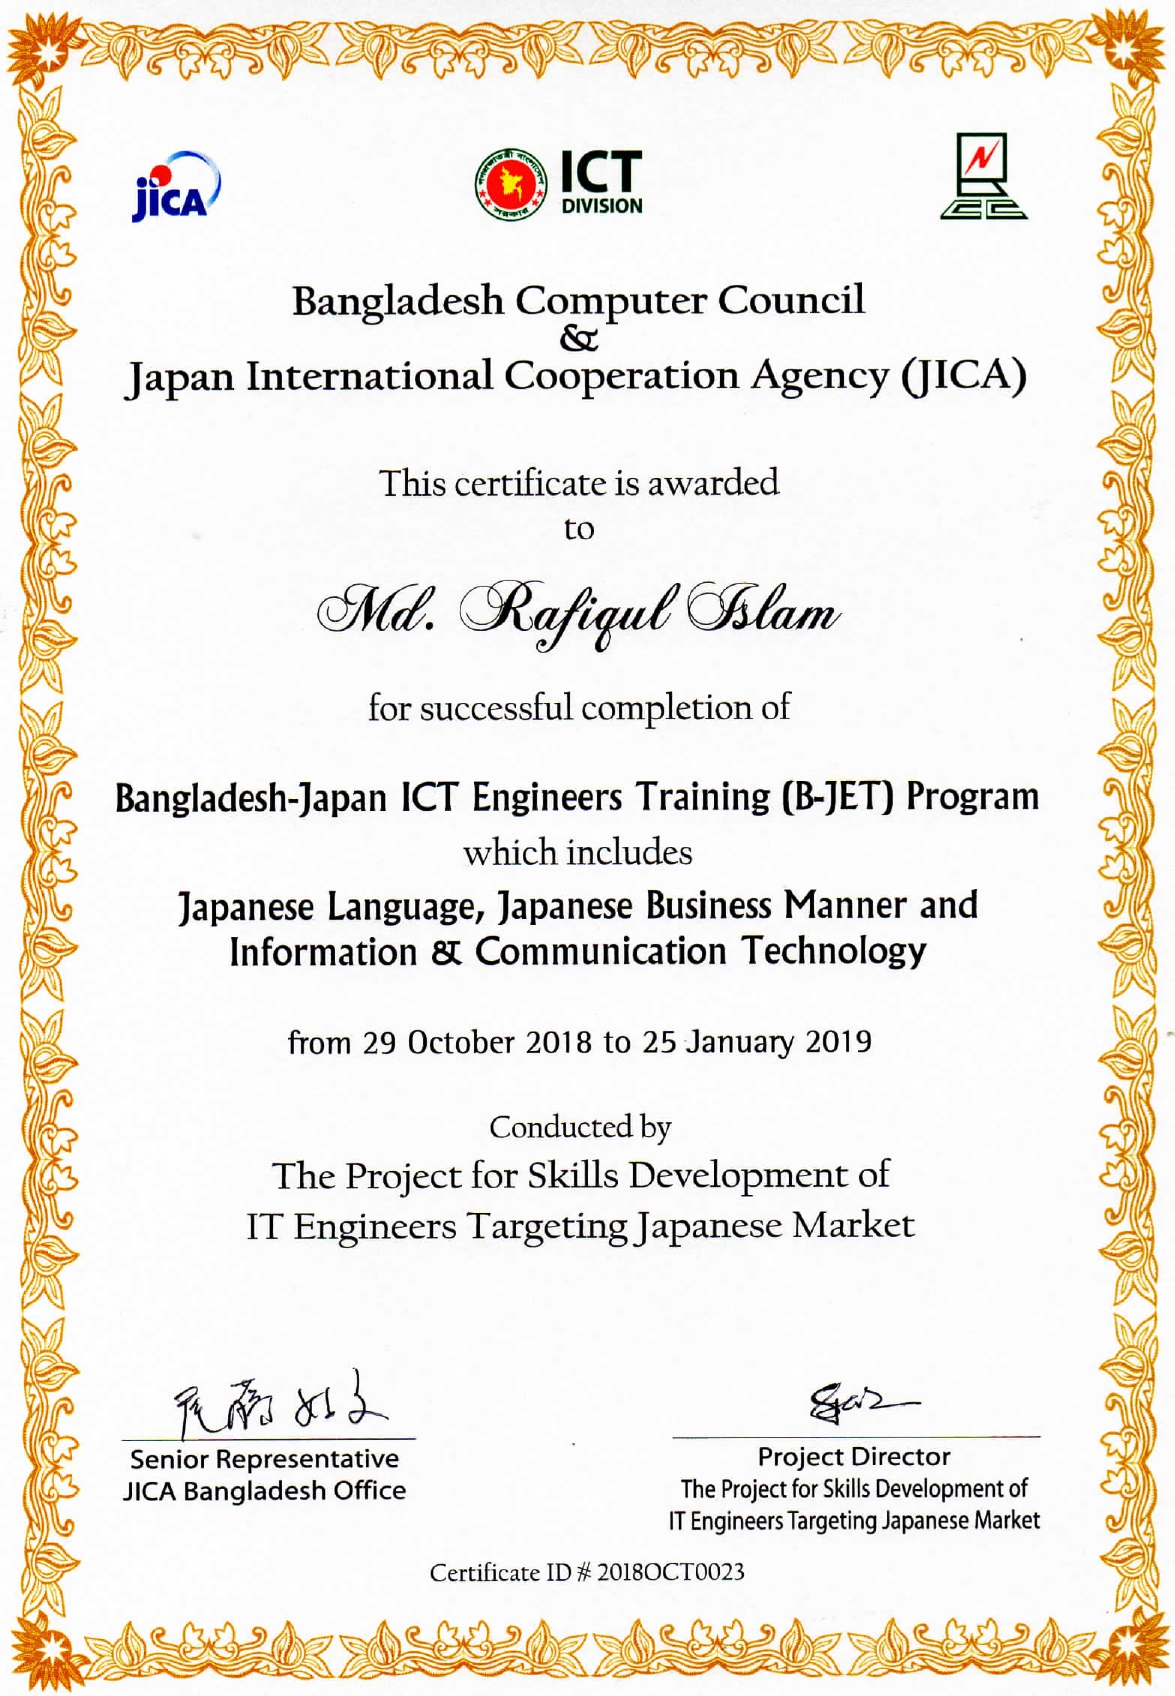 JICA
ICT
DIVISION
গণপ্রজাতন্ত্রী বাংলাদেশ
সরকার
Bangladesh Computer Council
&
Japan International Cooperation Agency (JICA)
This certificate is awarded
to
Md. Rafiqul Islam
for successful completion of
Bangladesh-Japan ICT Engineers Training (B-JET) Program
which includes
Japanese Language, Japanese Business Manner and
Information & Communication Technology
from 29 October 2018 to 25 January 2019
Conducted by
The Project for Skills Development of
IT Engineers Targeting Japanese Market
Senior Representative
JICA Bangladesh Office
Project Director
The Project for Skills Development of
IT Engineers Targeting Japanese Market
Certificate ID # 2018OCT0023